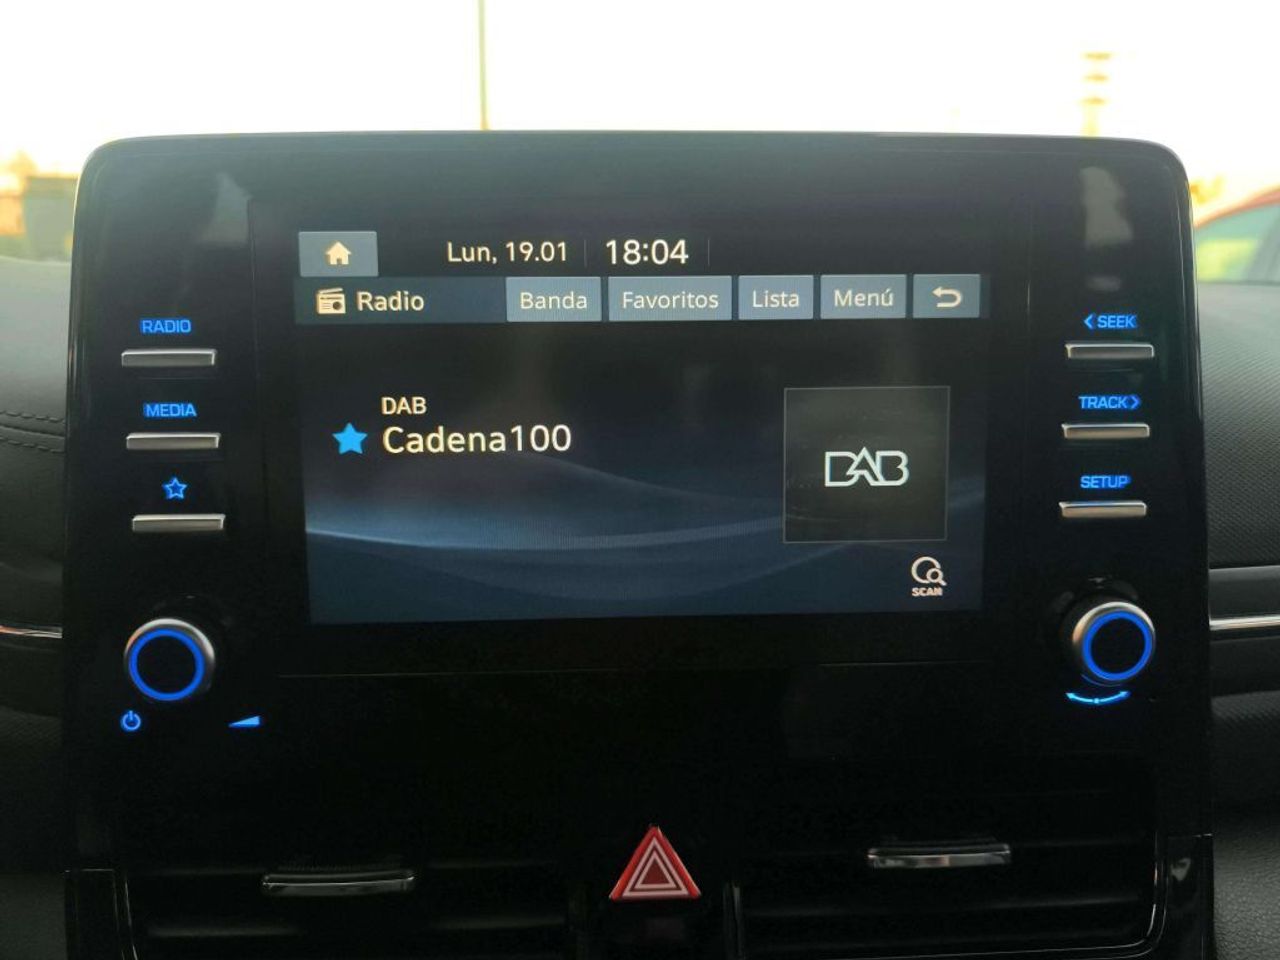 Lun, 19.01 18:04
Radio Banda Favoritos Lista Menú
RADIO
MEDIA
DAB
Cadena100
DAB
SCAN
<SEEK
TRACK>
SETUP